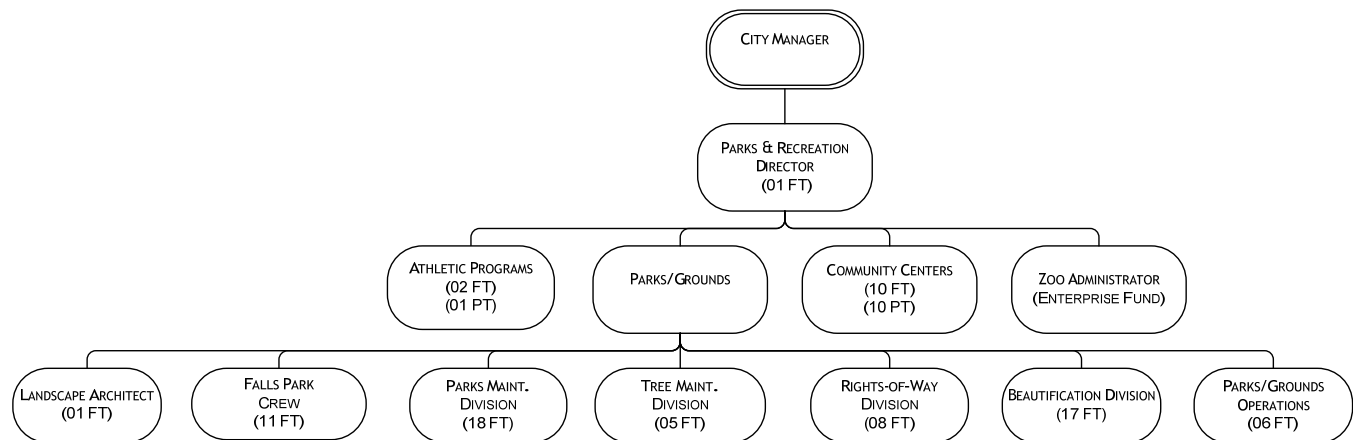 CITY MANAGER
PARKS & RECREATION
DIRECTOR
(01 FT)
ATHLETIC PROGRAMS
(02 FT)
(01 PT)
PARKS/GROUNDS
COMMUNITY CENTERS
(10 FT)
(10 PT)
ZOO ADMINISTRATOR
(ENTERPRISE FUND)
LANDSCAPE ARCHITECT
(01 FT)
FALLS PARK
CREW
(11 FT)
PARKS MAINT.
DIVISION
(18 FT)
TREE MAINT.
DIVISION
(05 FT)
RIGHTS-OF-WAY
DIVISION
(08 FT)
BEAUTIFICATION DIVISION
(17 FT)
PARKS/GROUNDS
OPERATIONS
(06 FT)